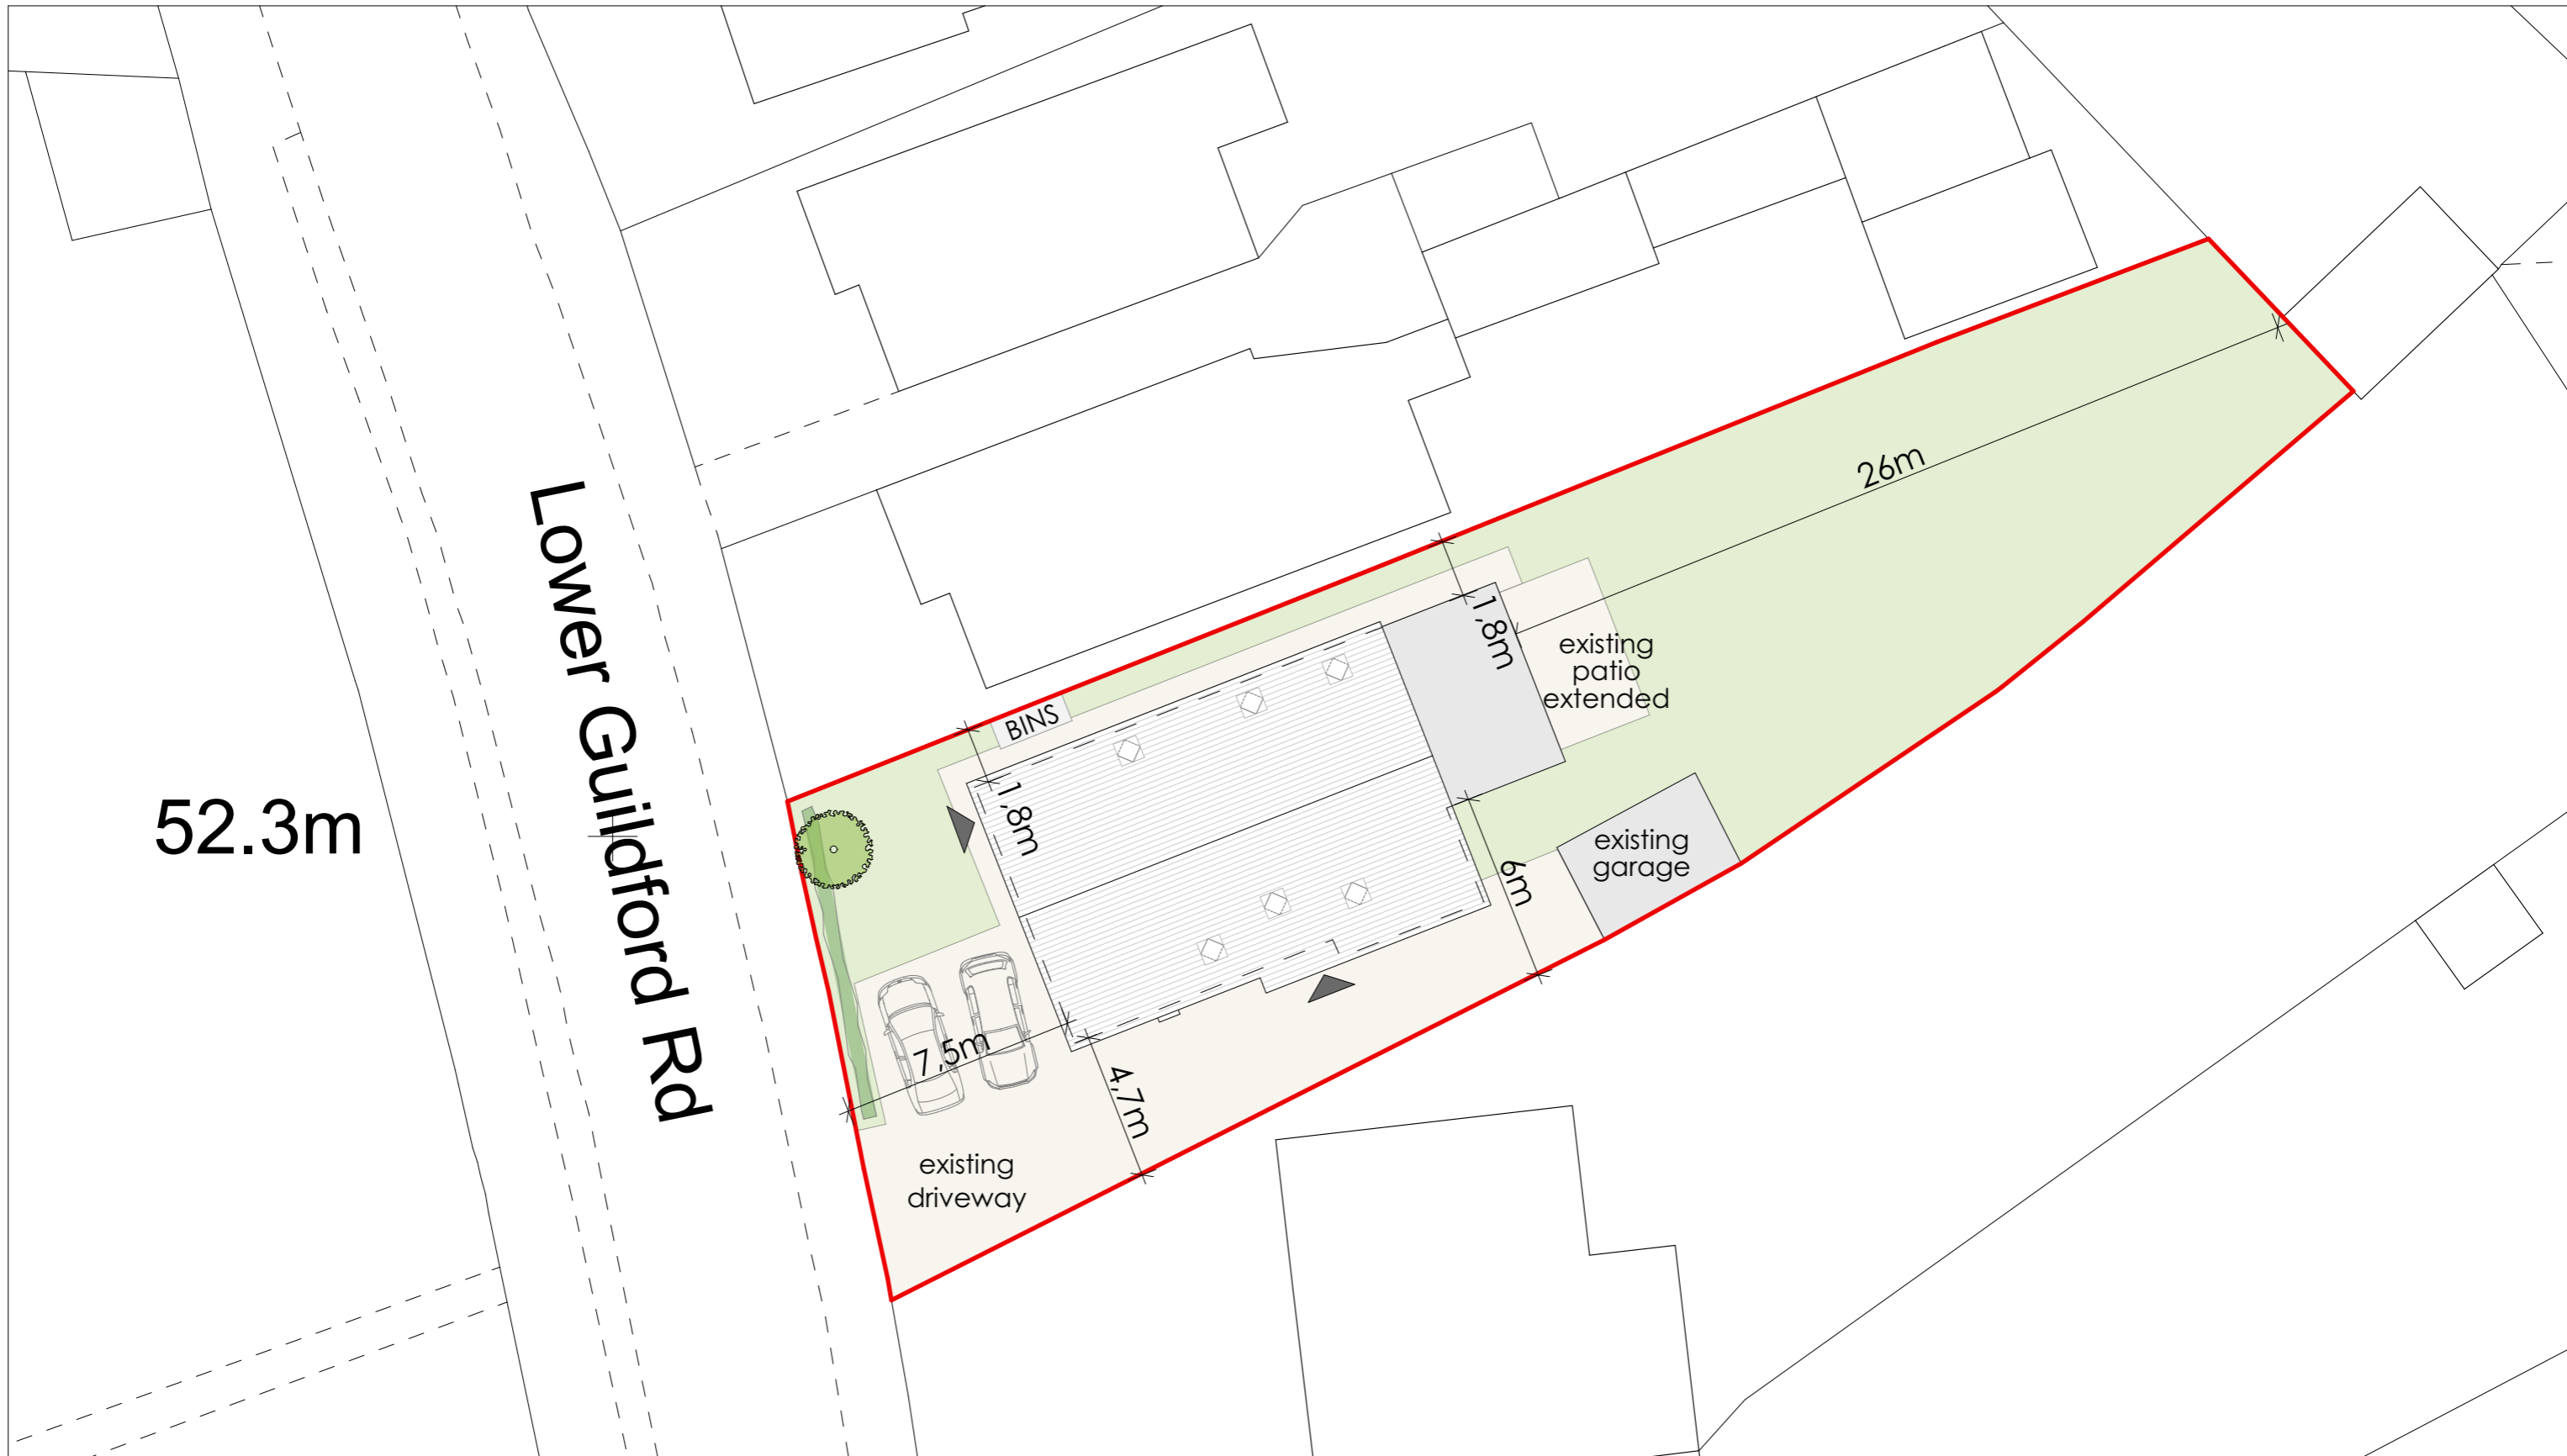 Lower Guildford Rd
52.3m
26m
1,8m
existing
patio
extended
BINS
1,8m
existing
garage
6m
7,5m
4,7m
existing
driveway